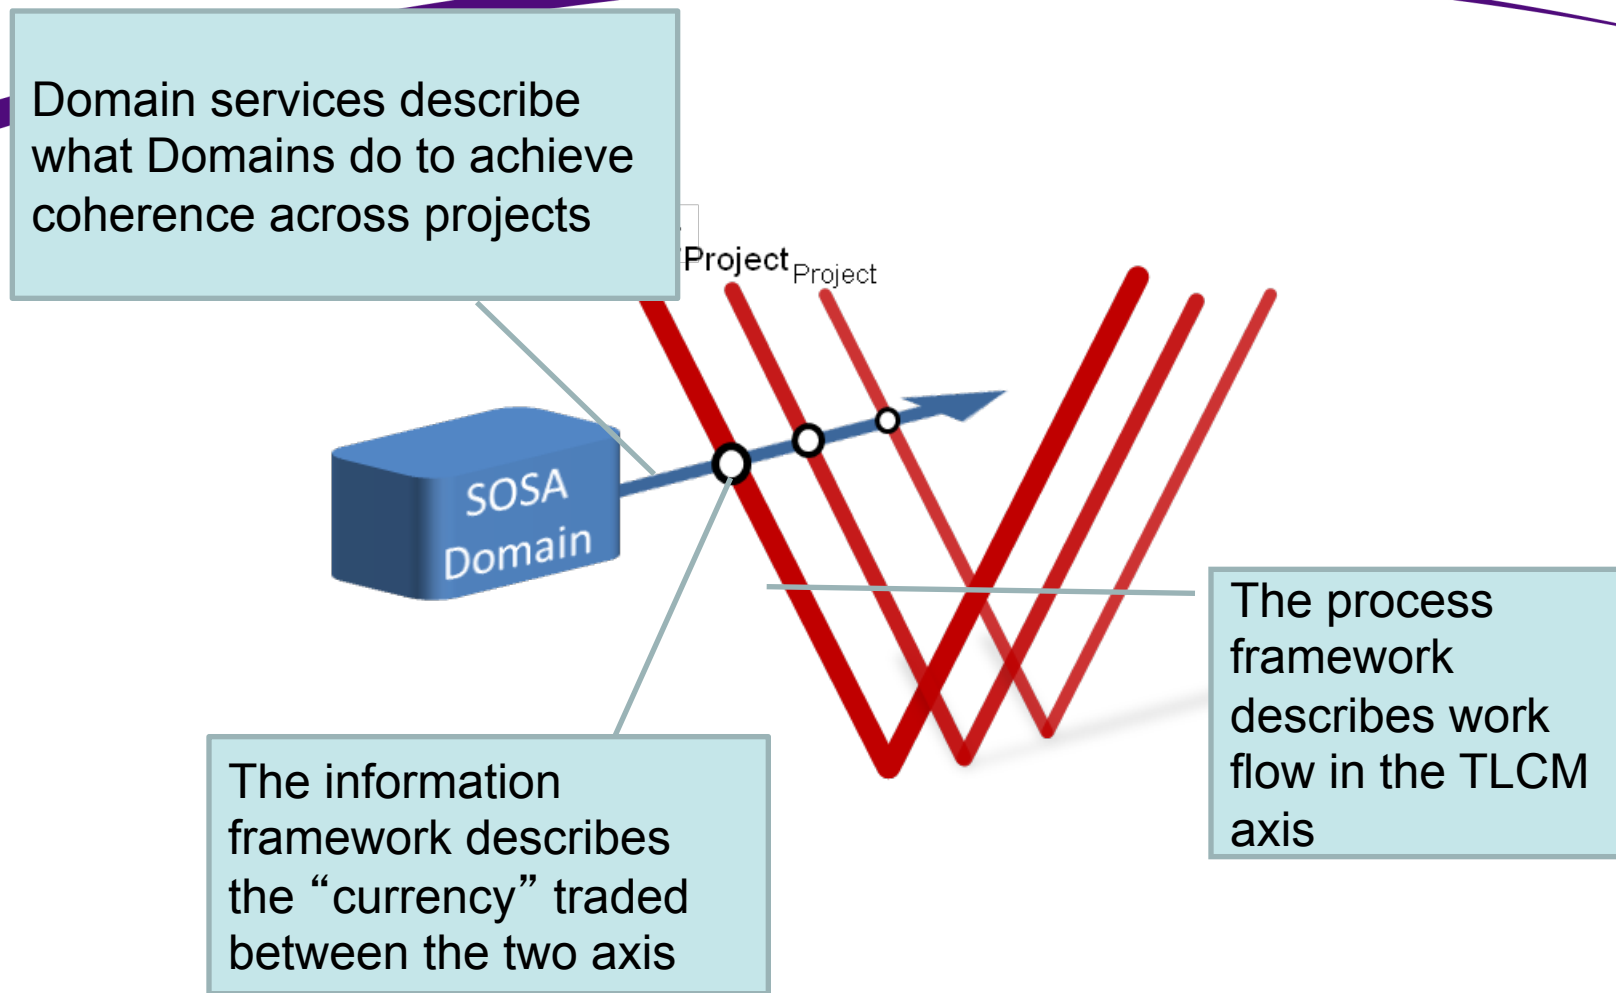 Domain services describe
what Domains do to achieve
coherence across projects
Project
Project
SOSA
Domain
The process
framework
describes work
flow in the TLCM
axis
The information
framework describes
the “currency” traded
between the two axis